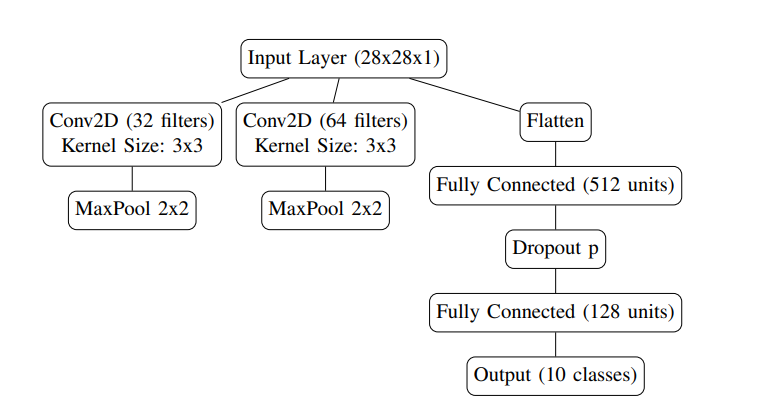 Input Layer (28x28x1)
Conv2D (32 filters)
Kernel Size: 3x3
Conv2D (64 filters)
Kernel Size: 3x3
Flatten
MaxPool 2x2
MaxPool 2x2
Fully Connected (512 units)
Dropout p
Fully Connected (128 units)
Output (10 classes)